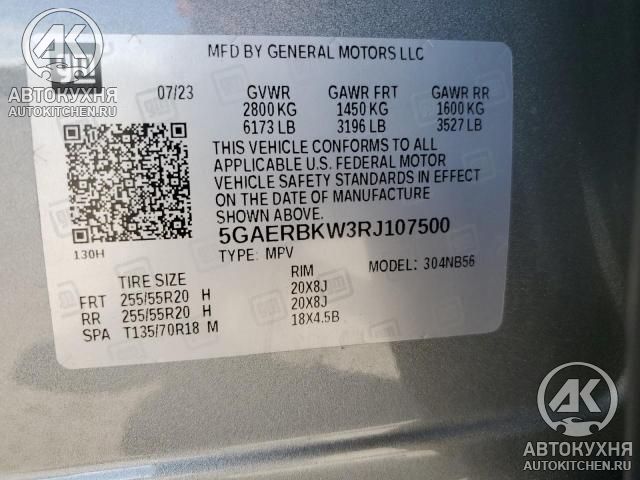 MFD BY GENERAL MOTORS LLC
07/23 GVWR GAWR FRT GAWR RR
2800 KG 1450 KG 1600 KG
6173 LB 3196 LB 3527 LB
THIS VEHICLE CONFORMS TO ALL
APPLICABLE U.S. FEDERAL MOTOR
VEHICLE SAFETY STANDARDS IN EFFECT
ON THE DATE OF MANUFACTURE
SHOWN ABOVE.
130H
5GAERBKW3RJ107500
TYPE: MPV MODEL: 304NB56
TIRE SIZE RIM
FRT 255/55R20 H 20X8J
RR 255/55R20 H 20X8J
SPA T135/70R18 M 18X4.5B
АК
АВТОКУХНЯ
AUTOKITCHEN.RU
АК
АВТОКУХНЯ
AUTOKITCHEN.RU